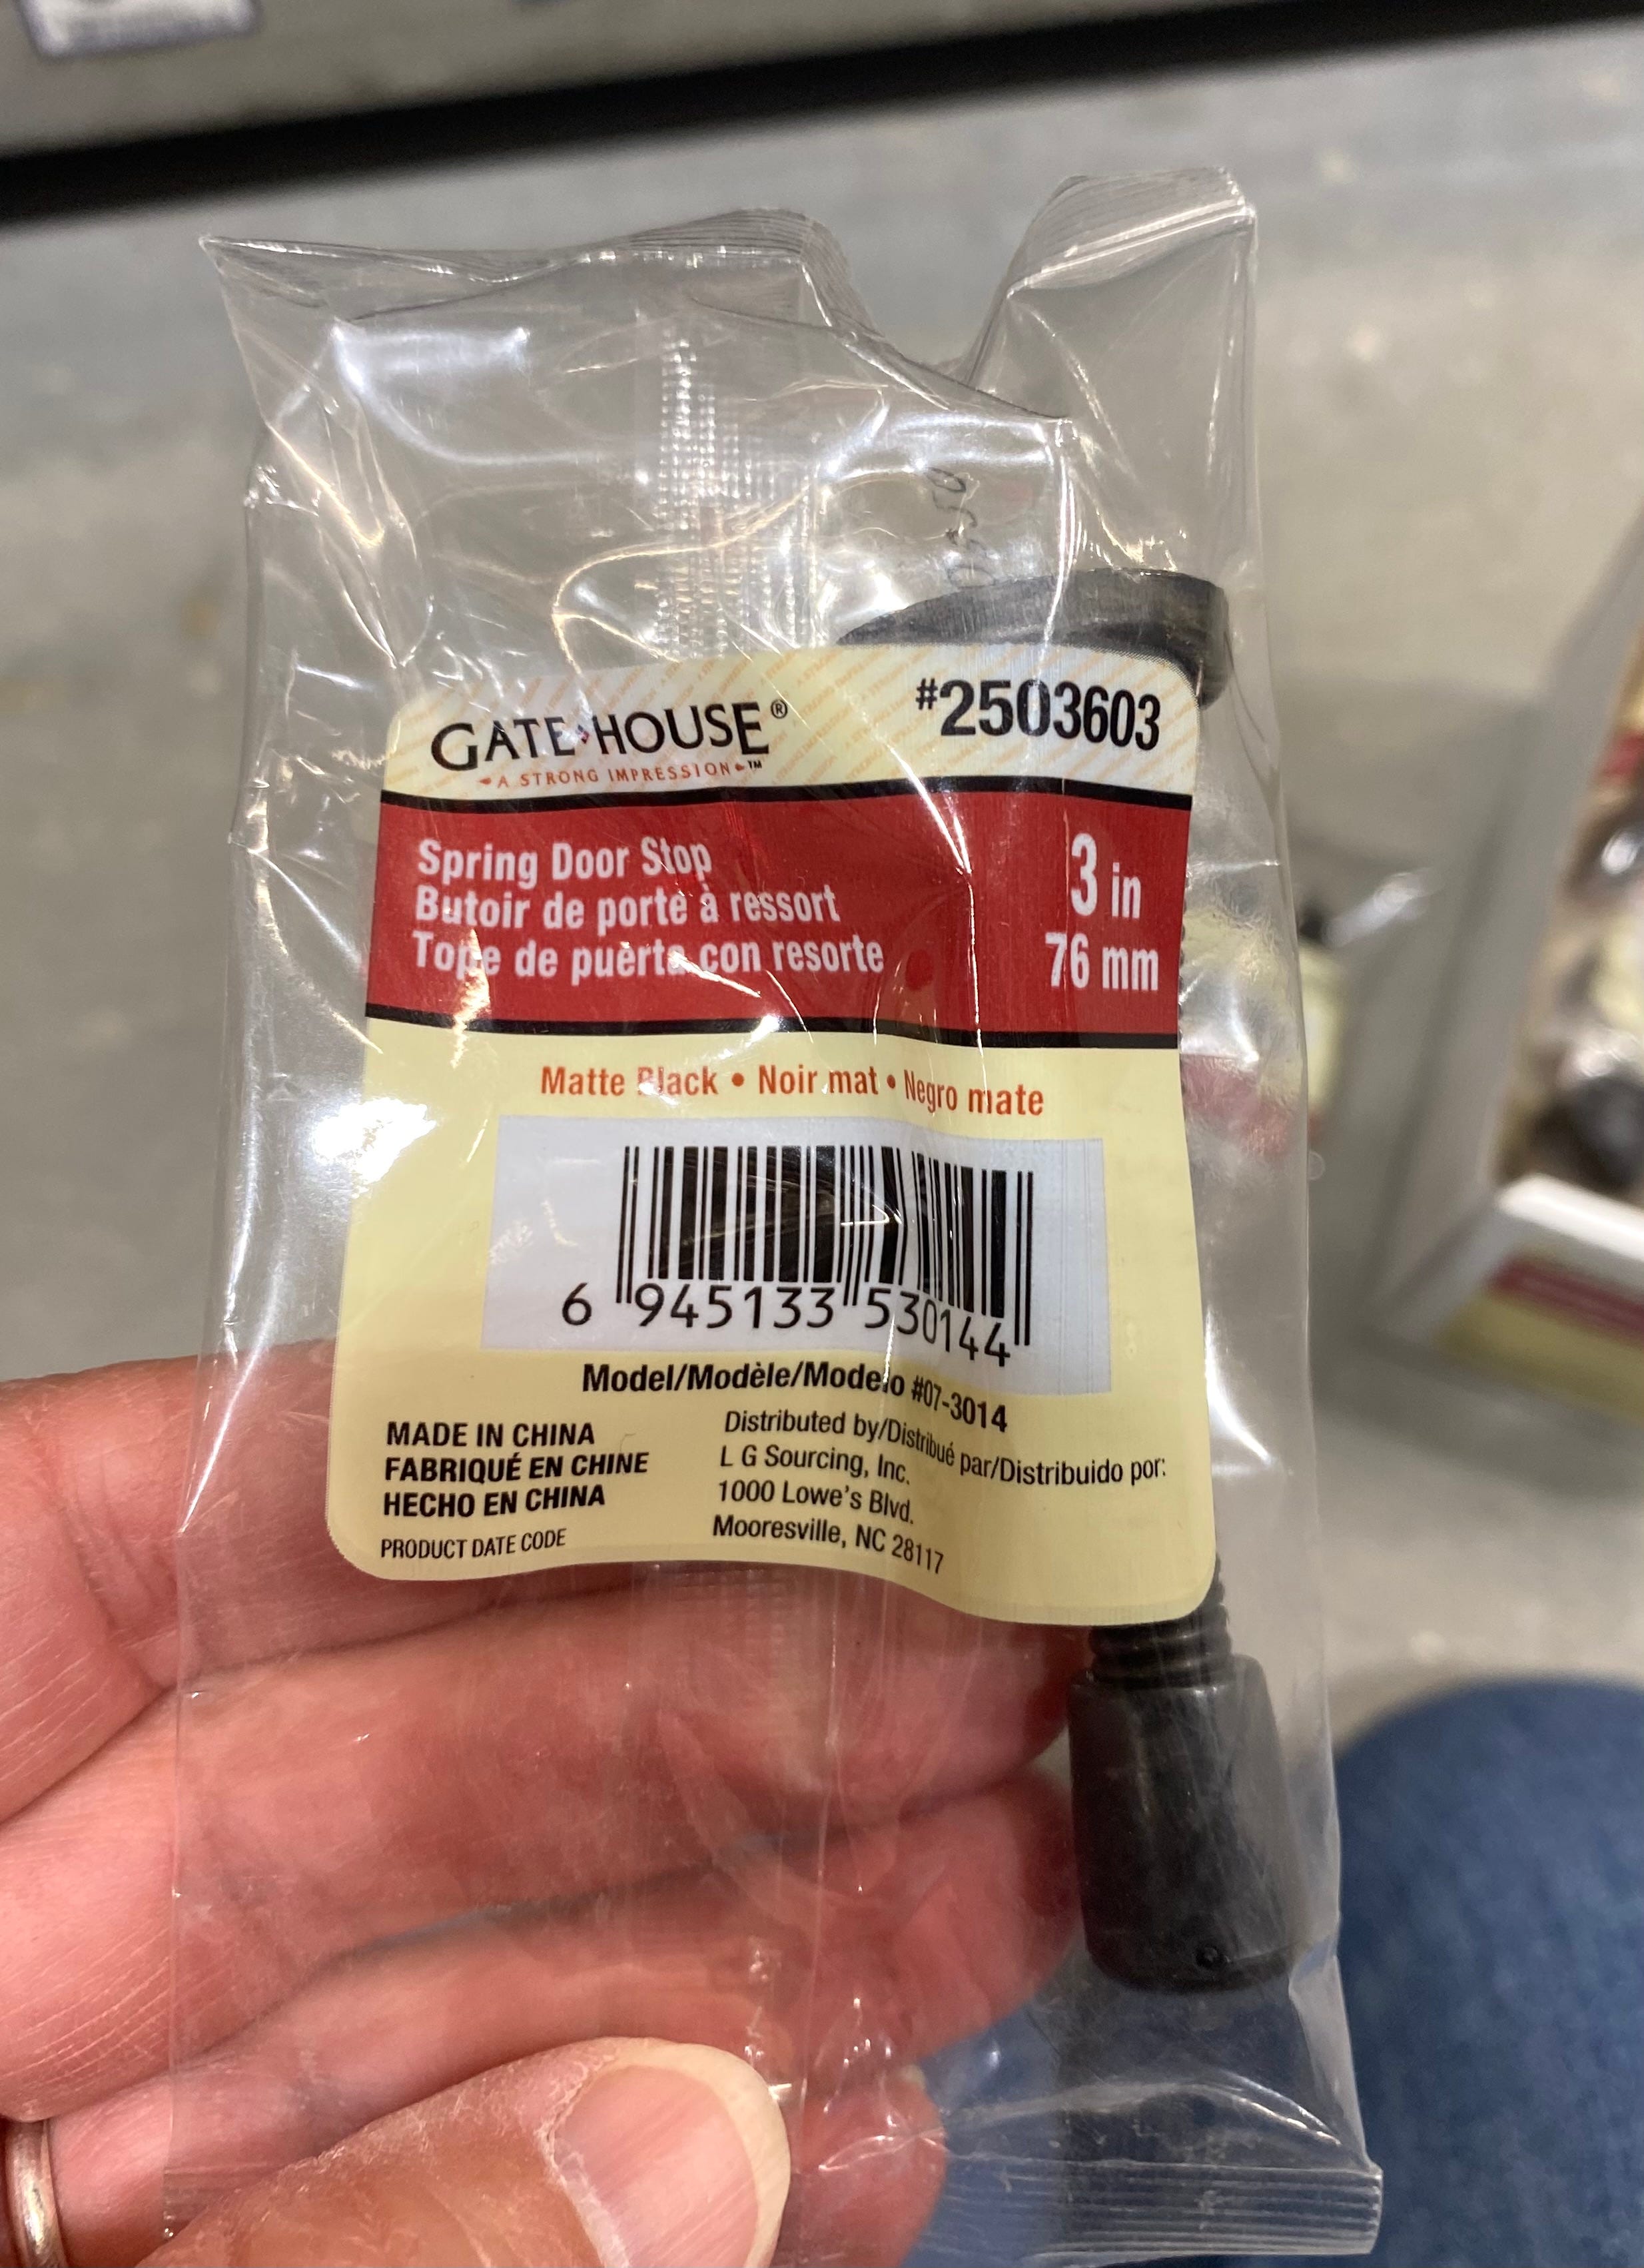 GATE·HOUSE®
A STRONG IMPRESSION™
#2503603
Spring Door Stop
Butoir de porte à ressort
Tope de puerta con resorte
3 in
76 mm
Matte Black • Noir mat • Negro mate
6 945133 530144
Model/Modèle/Modelo #07-3014
MADE IN CHINA
FABRIQUÉ EN CHINE
HECHO EN CHINA
PRODUCT DATE CODE
Distributed by/Distribué par/Distribuido por:
L G Sourcing, Inc.
1000 Lowe's Blvd.
Mooresville, NC 28117